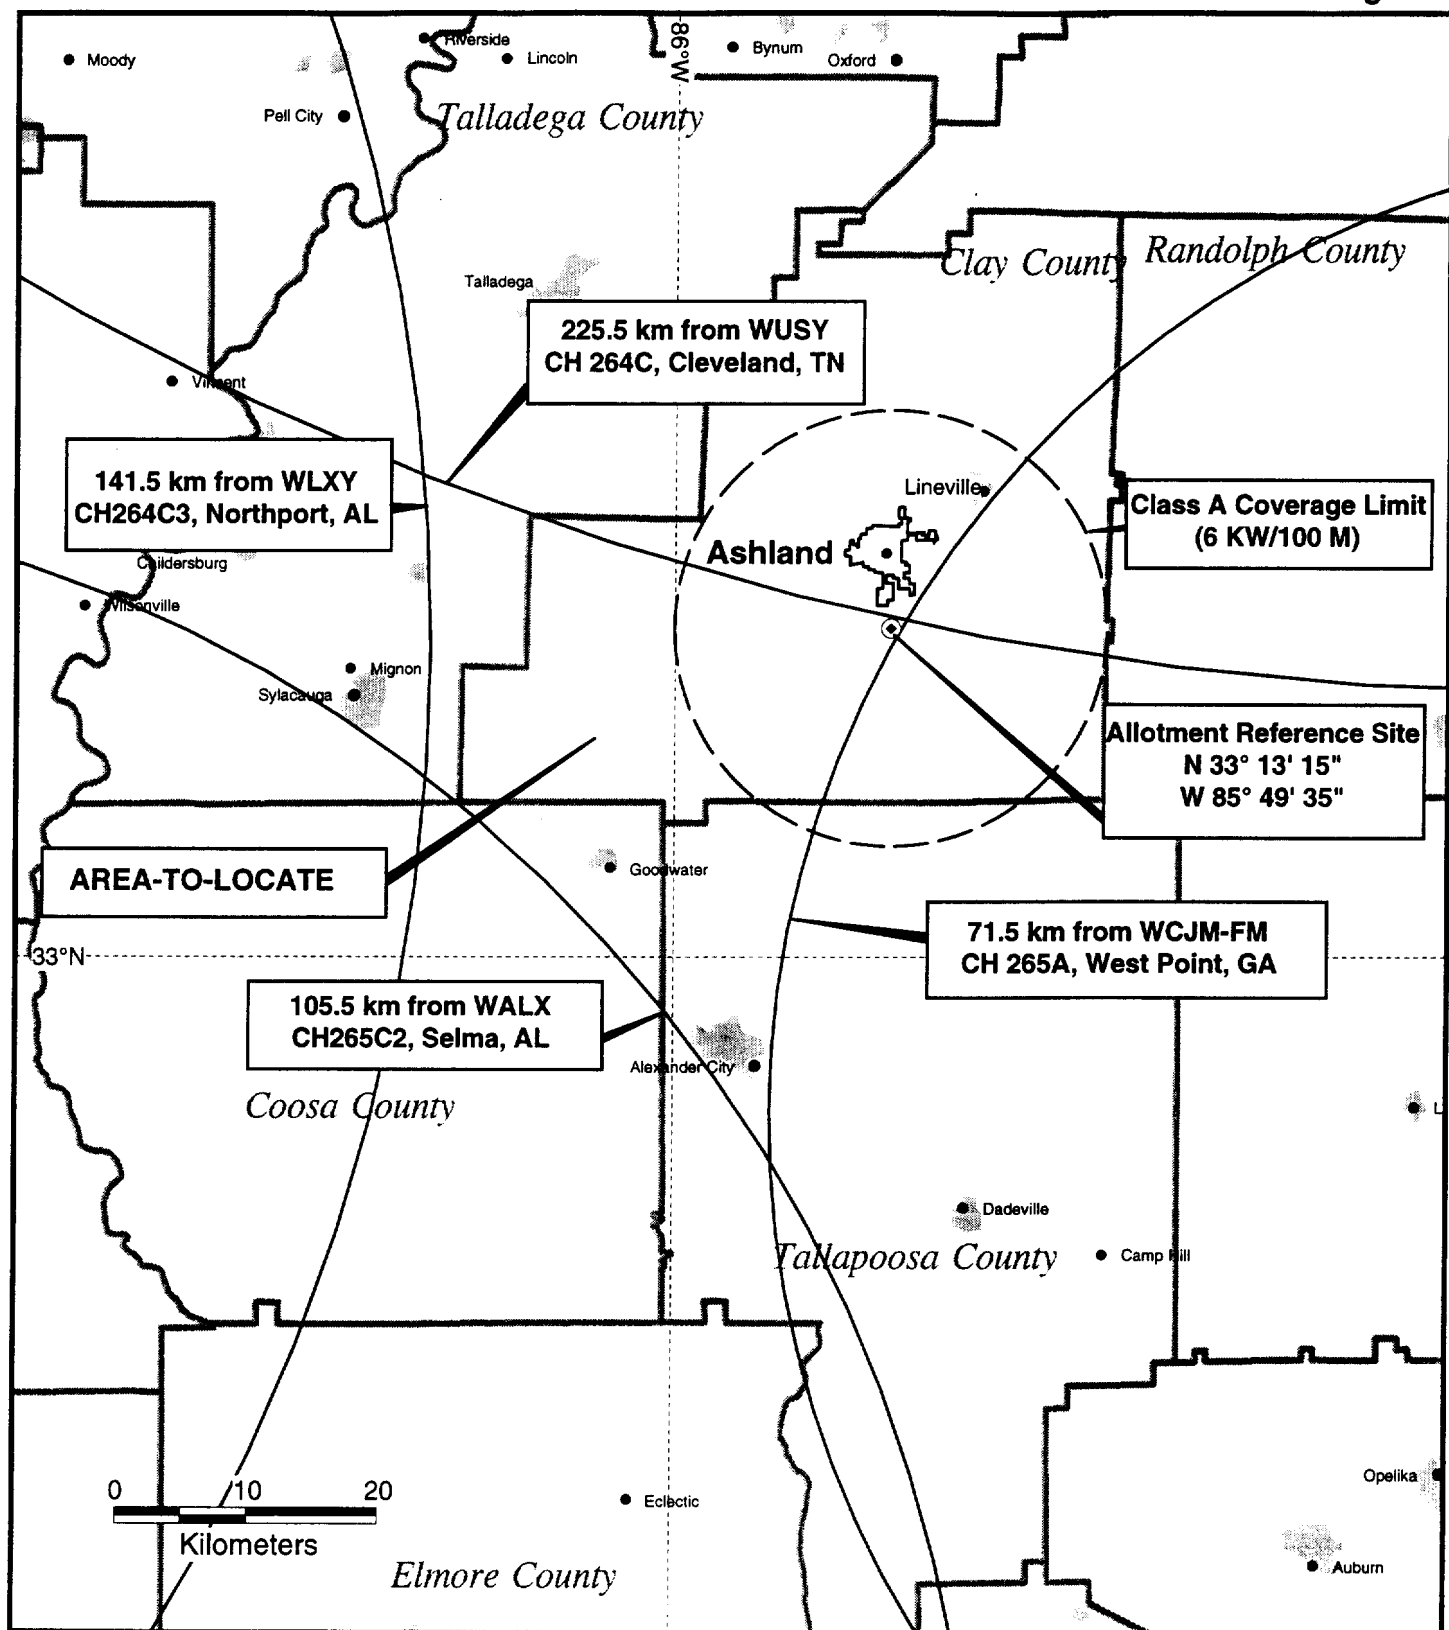 g
Moody
Riverside
Lincoln
86°W
Bynum
Oxford
Pell City
Talladega County
Clay County
Randolph County
Talladega
225.5 km from WUSY
CH 264C, Cleveland, TN
Vincent
141.5 km from WLXY
CH264C3, Northport, AL
Lineville
Class A Coverage Limit
(6 KW/100 M)
Ashland
Childersburg
Wilsonville
Mignon
Sylacauga
Allotment Reference Site
N 33° 13' 15"
W 85° 49' 35"
AREA-TO-LOCATE
Goodwater
71.5 km from WCJM-FM
CH 265A, West Point, GA
33°N
105.5 km from WALX
CH265C2, Selma, AL
Alexander City
Coosa County
L
Dadeville
Tallapoosa County
Camp Hill
0 10 20
Kilometers
Eclectic
Opelika
Auburn
Elmore County